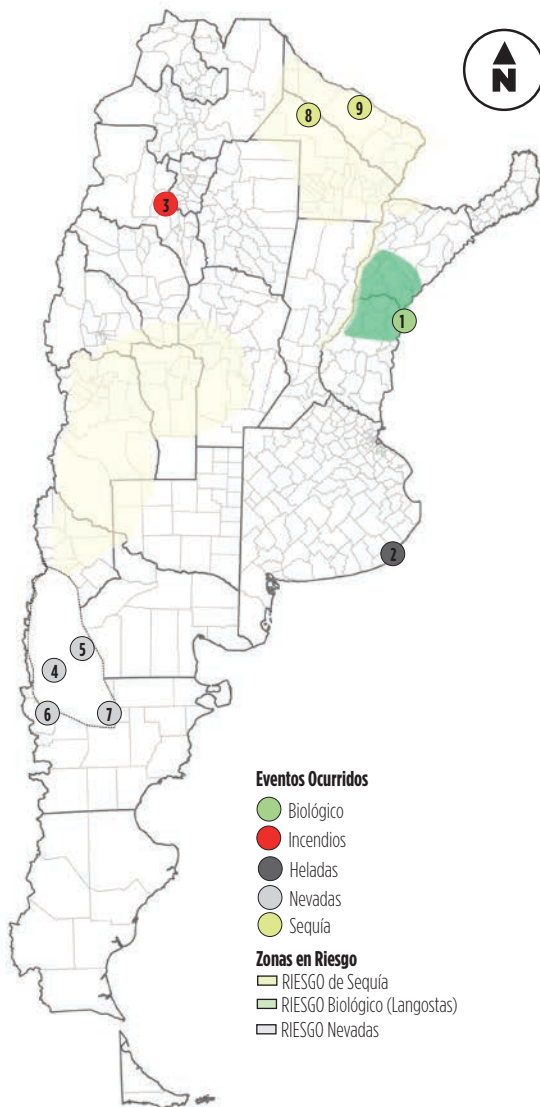 N
8
9
3
1
2
5
4
6
7
Eventos Ocurridos
Biológico
Incendios
Heladas
Nevadas
Sequía
Zonas en Riesgo
RIESGO de Sequía
RIESGO Biológico (Langostas)
RIESGO Nevadas